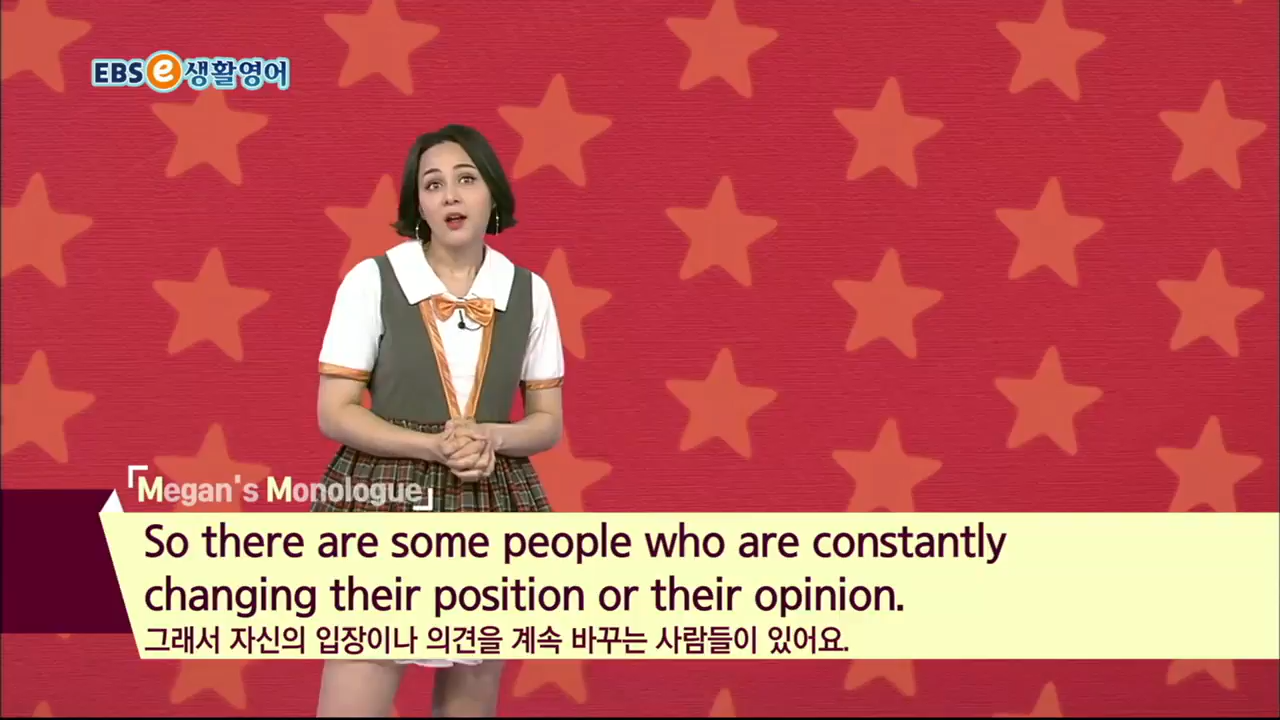 EBS e 생활영어
「Megan's Monologue」
So there are some people who are constantly
changing their position or their opinion.
그래서 자신의 입장이나 의견을 계속 바꾸는 사람들이 있어요.